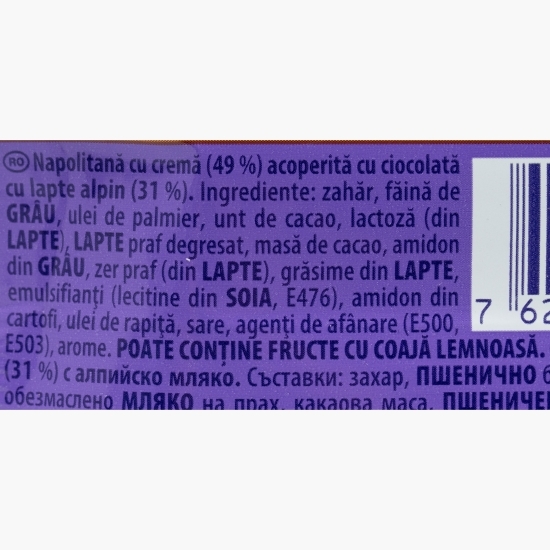 RO Napolitană cu cremă (49 %) acoperită cu ciocolată
cu lapte alpin (31 %). Ingrediente: zahăr, făină de
GRÂU, ulei de palmier, unt de cacao, lactoză (din
LAPTE), LAPTE praf degresat, masă de cacao, amidon
din GRÂU, zer praf (din LAPTE), grăsime din LAPTE,
emulsifianți (lecitine din SOIA, E476), amidon din
cartofi, ulei de rapiță, sare, agenți de afânare (E500,
E503), arome. POATE CONȚINE FRUCTE CU COAJĂ LEMNOASĂ.
(31 %) с алпийско мляко. Съставки: захар, ПШЕНИЧНО
обезмаслено МЛЯКО на прах, какаова маса, ПШЕНИЧЕ
7 62